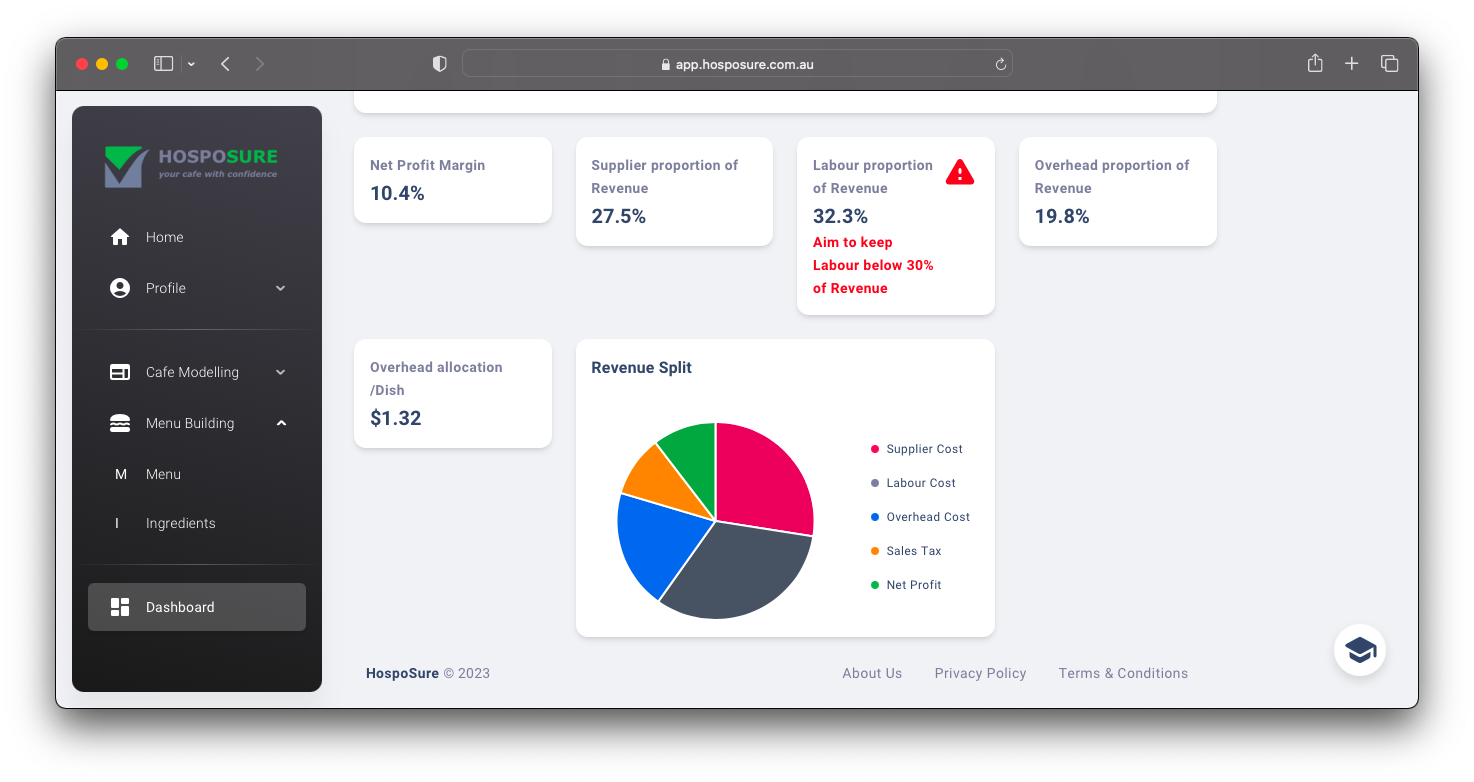 app.hosposure.com.au
HOSPOSURE
your cafe with confidence
Home
Profile
Cafe Modelling
Menu Building
M Menu
I Ingredients
Dashboard
Net Profit Margin
10.4%
Supplier proportion of
Revenue
27.5%
Labour proportion
of Revenue
32.3%
Aim to keep
Labour below 30%
of Revenue
Overhead proportion of
Revenue
19.8%
Overhead allocation
/Dish
$1.32
Revenue Split
Supplier Cost
Labour Cost
Overhead Cost
Sales Tax
Net Profit
HospoSure © 2023
About Us Privacy Policy Terms & Conditions